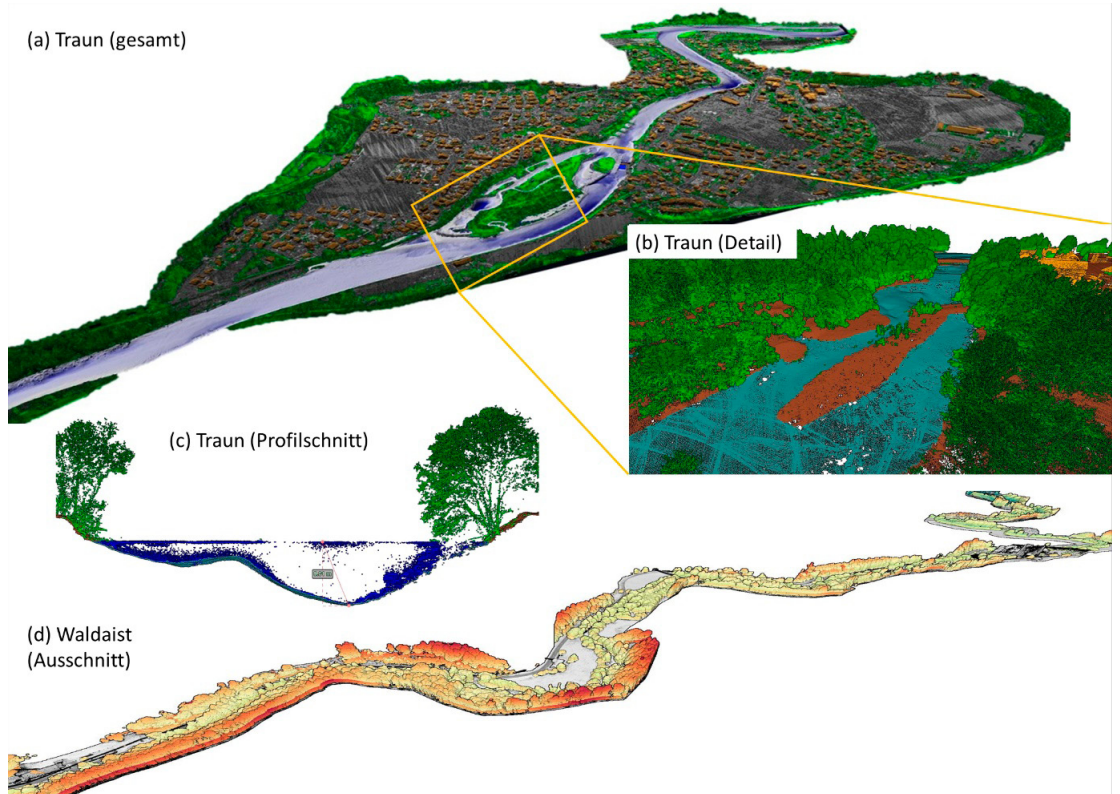 (a) Traun (gesamt)
(b) Traun (Detail)
(c) Traun (Profilschnitt)
(d) Waldaist
(Ausschnitt)